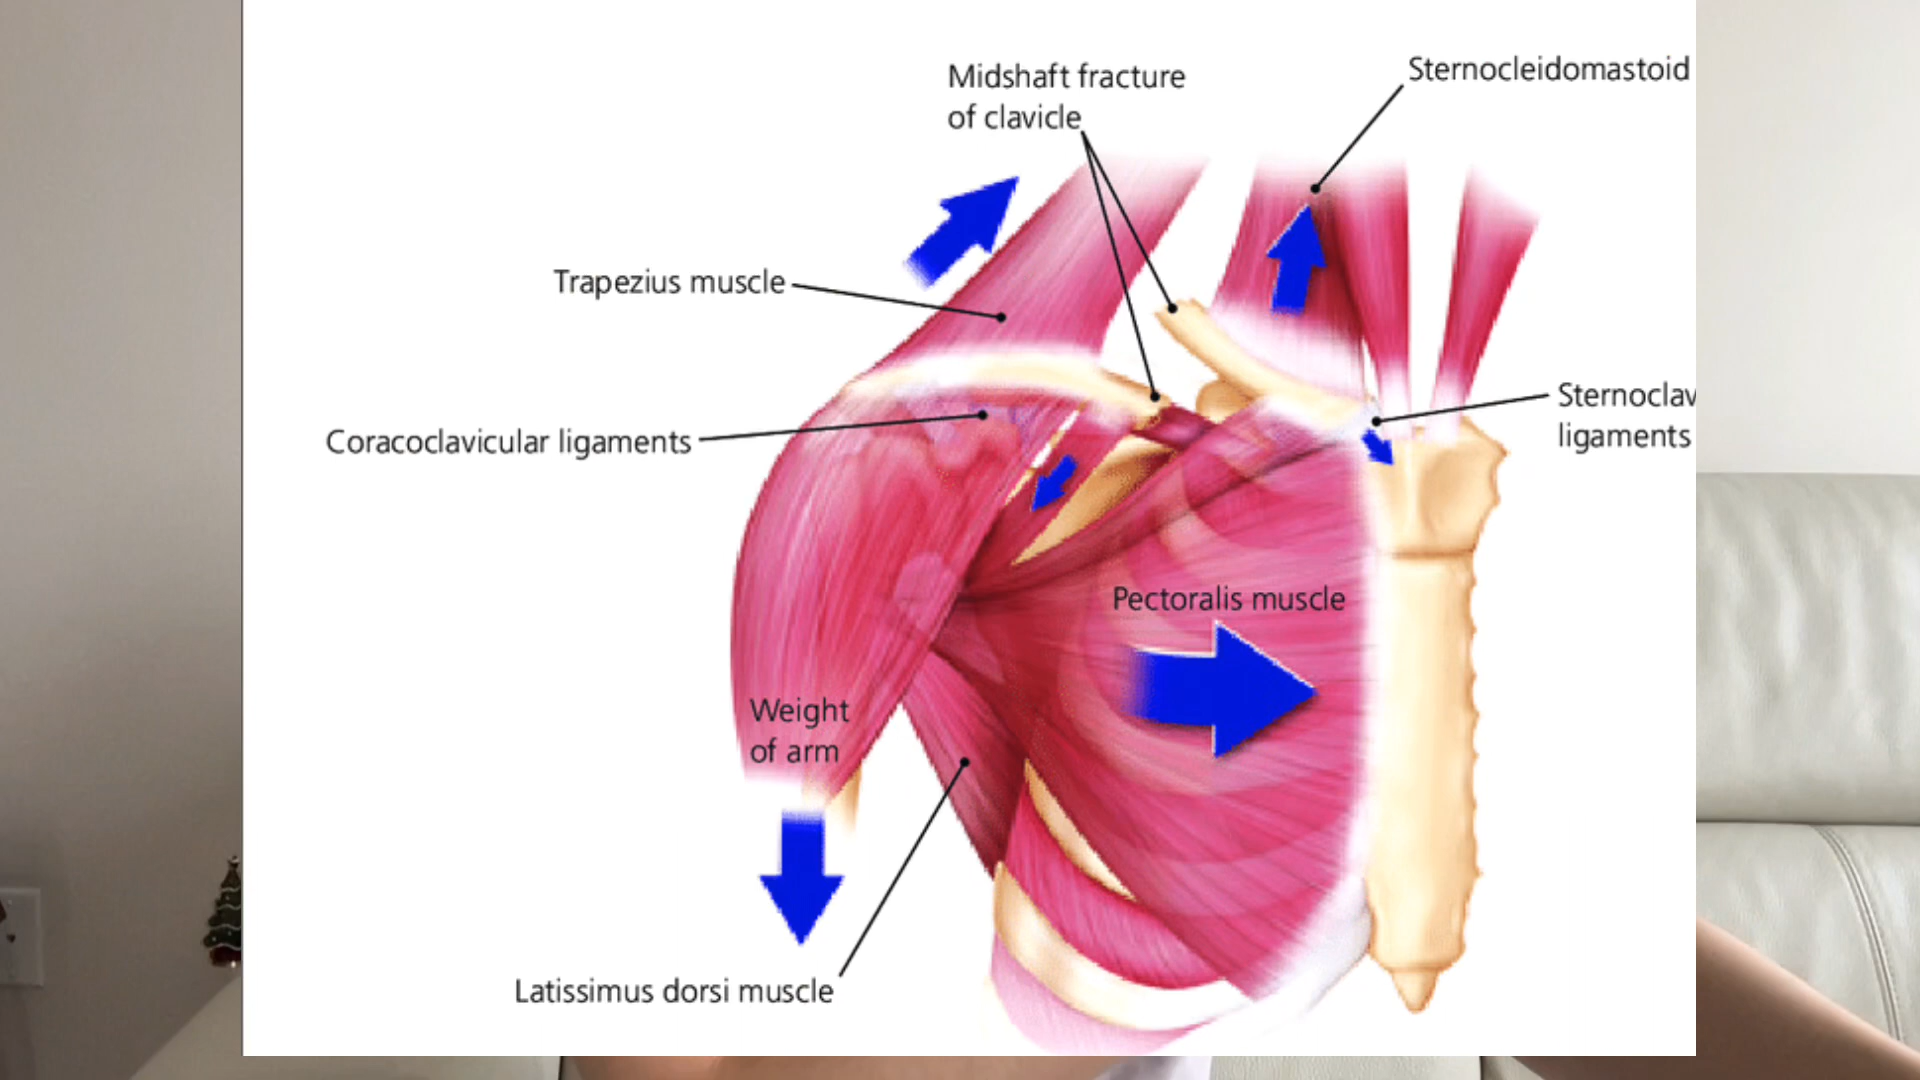 Midshaft fracture
of clavicle
Sternocleidomastoid
Trapezius muscle
Sternoclav
ligaments
Coracoclavicular ligaments
Pectoralis muscle
Weight
of arm
Latissimus dorsi muscle